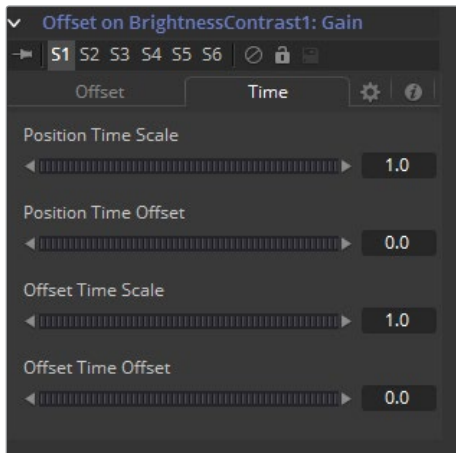 Offset on BrightnessContrast1: Gain
S1 S2 S3 S4 S5 S6
Offset Time
Position Time Scale
1.0
Position Time Offset
0.0
Offset Time Scale
1.0
Offset Time Offset
0.0